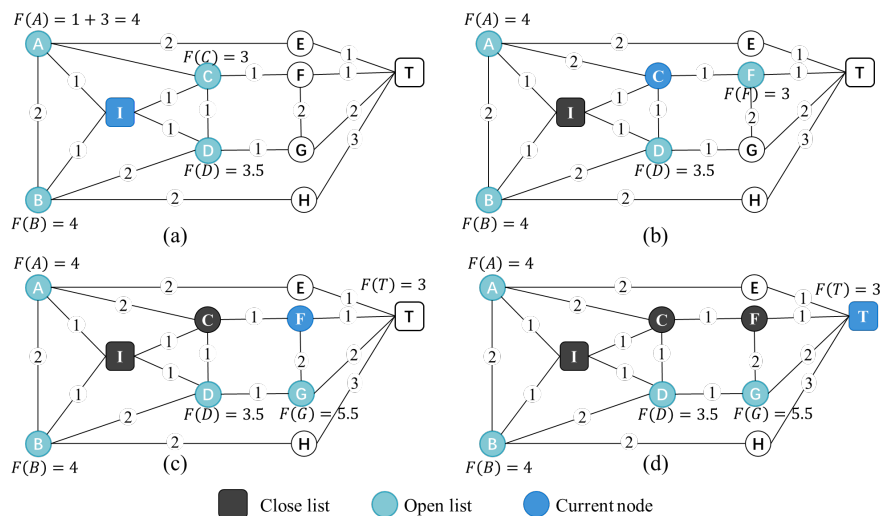 F(A) = 1 + 3 = 4
A
2
E
F(C) = 3
1
C
1
F
1
T
1
I
1
2
1
1
2
2
1
D
1
G
3
1
F(D) = 3.5
2
B
2
H
F(B) = 4
(a)
F(A) = 4
A
2
E
2
1
C
1
F
1
T
1
I
1
F(F) = 3
2
1
1
2
2
1
D
1
G
3
1
F(D) = 3.5
2
B
2
H
F(B) = 4
(b)
F(A) = 4
A
2
E
F(T) = 3
2
1
C
1
F
1
T
1
I
1
2
1
1
2
2
1
D
1
G
3
1
F(D) = 3.5
F(G) = 5.5
2
B
2
H
F(B) = 4
(c)
F(A) = 4
A
2
E
F(T) = 3
2
1
C
1
F
1
T
1
I
1
2
1
1
2
2
1
D
1
G
3
1
F(D) = 3.5
F(G) = 5.5
2
B
2
H
F(B) = 4
(d)
Close list
Open list
Current node